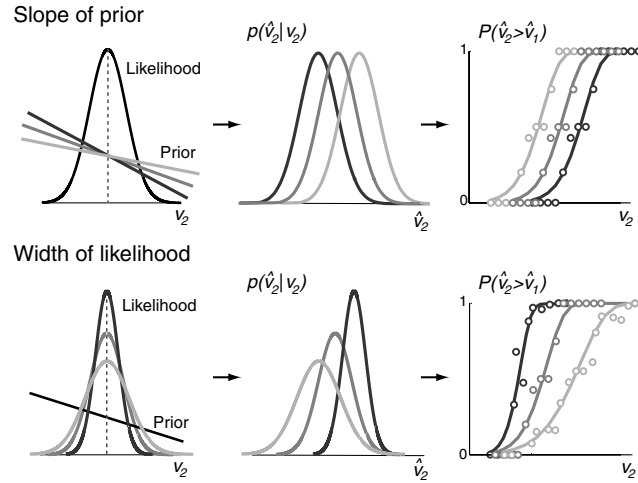 Slope of prior
Likelihood
Prior
v₂
p(v̂₂|v₂)
v̂₂
P(v̂₂>v̂₁)
1
0
v₂
Width of likelihood
Likelihood
Prior
v₂
p(v̂₂|v₂)
v̂₂
P(v̂₂>v̂₁)
1
0
v₂